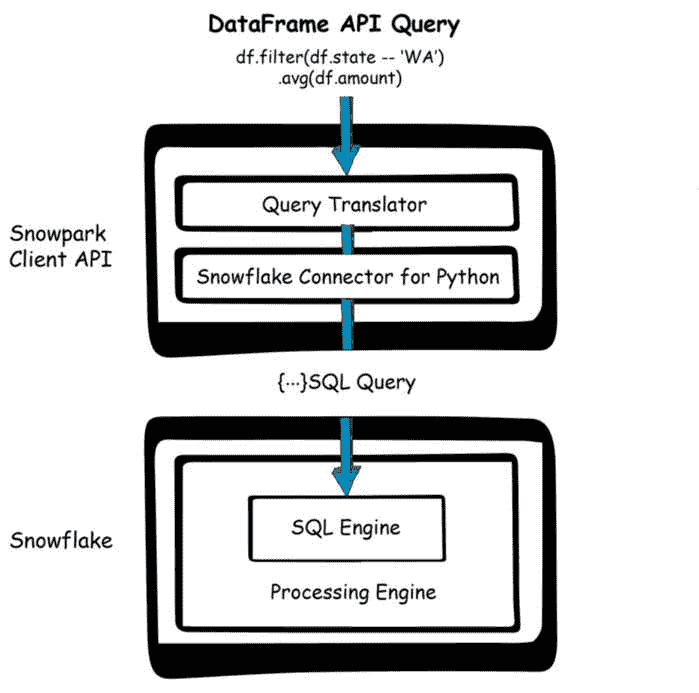 DataFrame API Query
df.filter(df.state -- 'WA')
.avg(df.amount)
Query Translator
Snowpark
Client API
Snowflake Connector for Python
{...}SQL Query
SQL Engine
Snowflake
Processing Engine